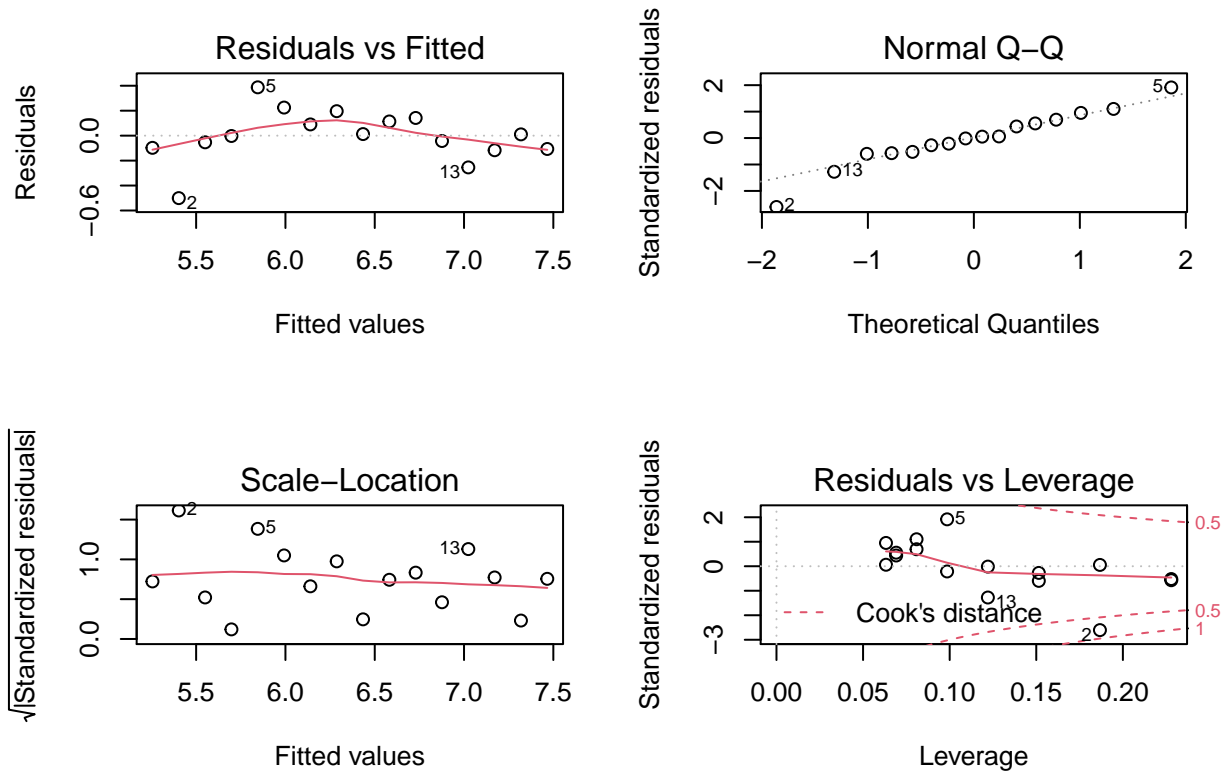 Residuals vs Fitted
Residuals
0.0
−0.6
5
13
2
5.5 6.0 6.5 7.0 7.5
Fitted values
Normal Q−Q
Standardized residuals
2
0
−2
5
13
2
−2 −1 0 1 2
Theoretical Quantiles
Scale−Location
√|Standardized residuals|
1.0
0.0
2
5
13
5.5 6.0 6.5 7.0 7.5
Fitted values
Residuals vs Leverage
Standardized residuals
2
0
−3
5
13
2
Cook's distance
0.5
0.5
1
0.00 0.05 0.10 0.15 0.20
Leverage